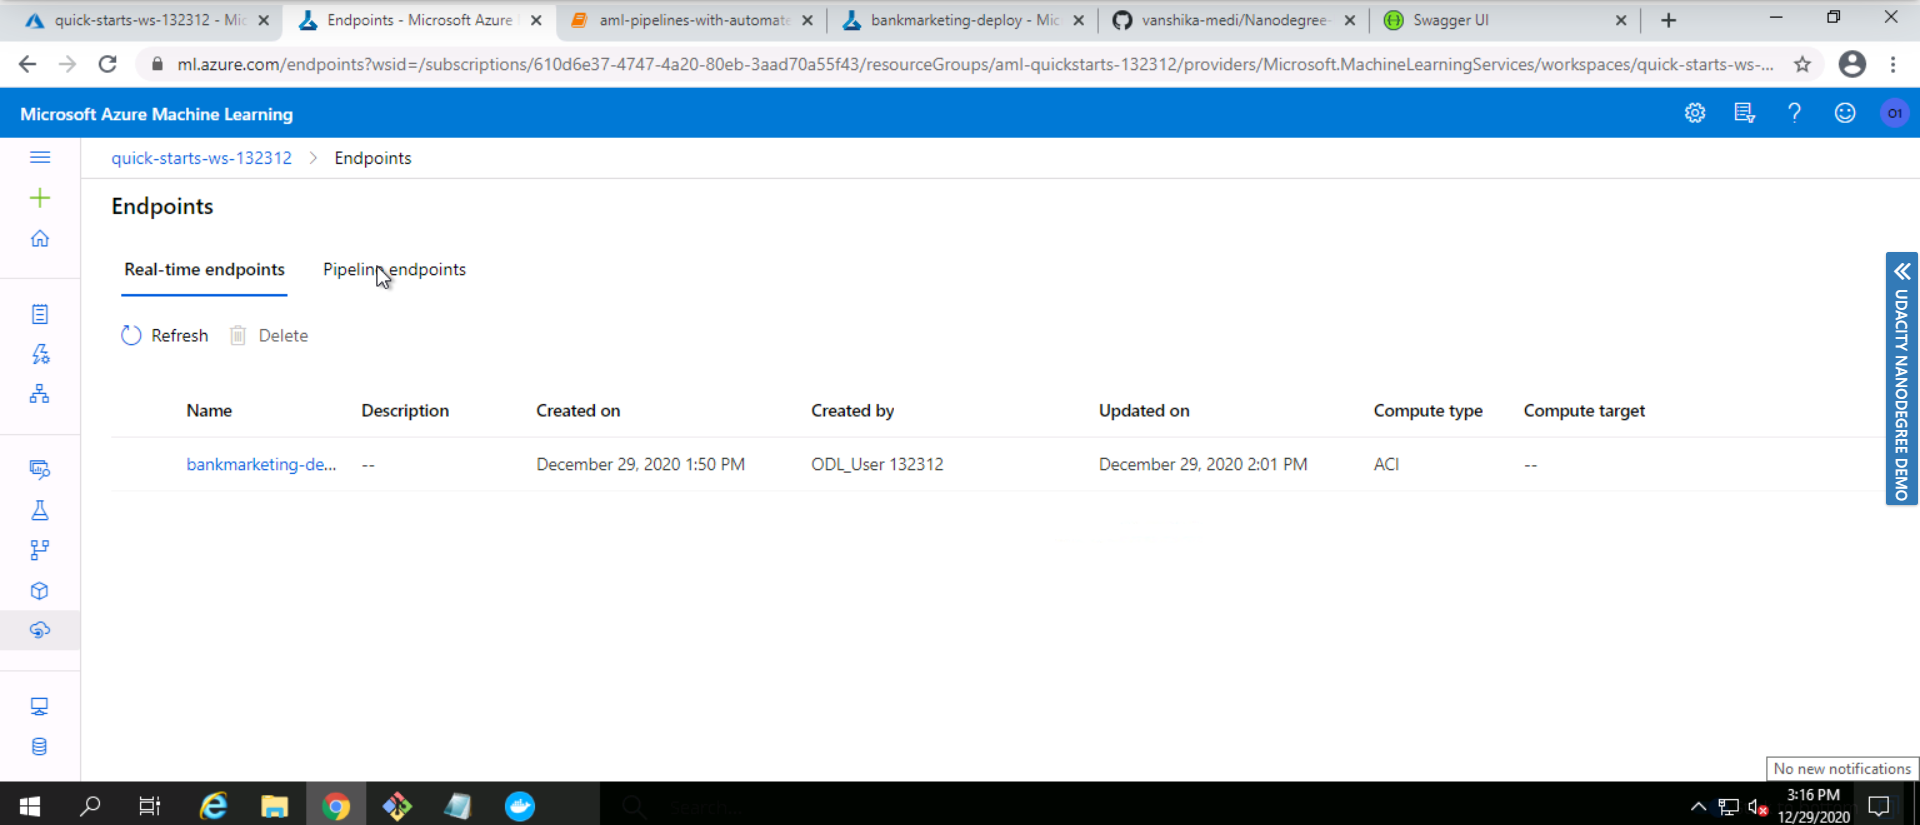 quick-starts-ws-132312 - Mic
Endpoints - Microsoft Azure
aml-pipelines-with-automate
bankmarketing-deploy - Mic
vanshika-medi/Nanodegree-
Swagger UI
ml.azure.com/endpoints?wsid=/subscriptions/610d6e37-4747-4a20-80eb-3aad70a55f43/resourceGroups/aml-quickstarts-132312/providers/Microsoft.MachineLearningServices/workspaces/quick-starts-ws-...
Microsoft Azure Machine Learning
O1
quick-starts-ws-132312 > Endpoints
Endpoints
Real-time endpoints Pipeline endpoints
Refresh Delete
Name Description Created on Created by Updated on Compute type Compute target
bankmarketing-de... -- December 29, 2020 1:50 PM ODL_User 132312 December 29, 2020 2:01 PM ACI --
UDACITY NANODEGREE DEMO
No new notifications
Search...
3:16 PM
12/29/2020